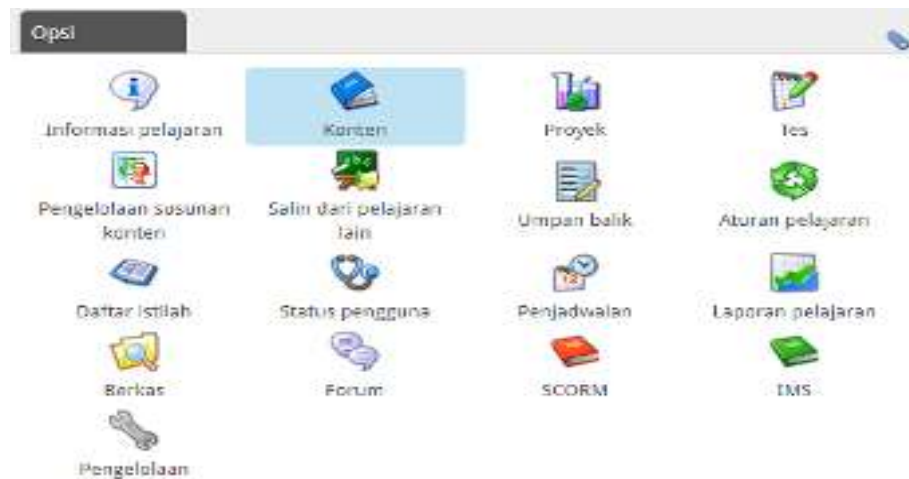 Opsi
Informasi pelajaran
Konten
Proyek
Tes
Pengelolaan susunan
konten
Salin dari pelajaran
lain
Umpan balik
Aturan pelajaran
Daftar istilah
Status pengguna
Penjadwalan
Laporan pelajaran
Berkas
Forum
SCORM
IMS
Pengelolaan